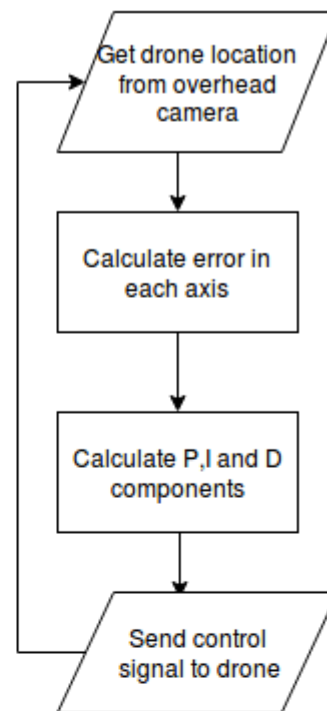 Get drone location
from overhead
camera
Calculate error in
each axis
Calculate P,I and D
components
Send control
signal to drone